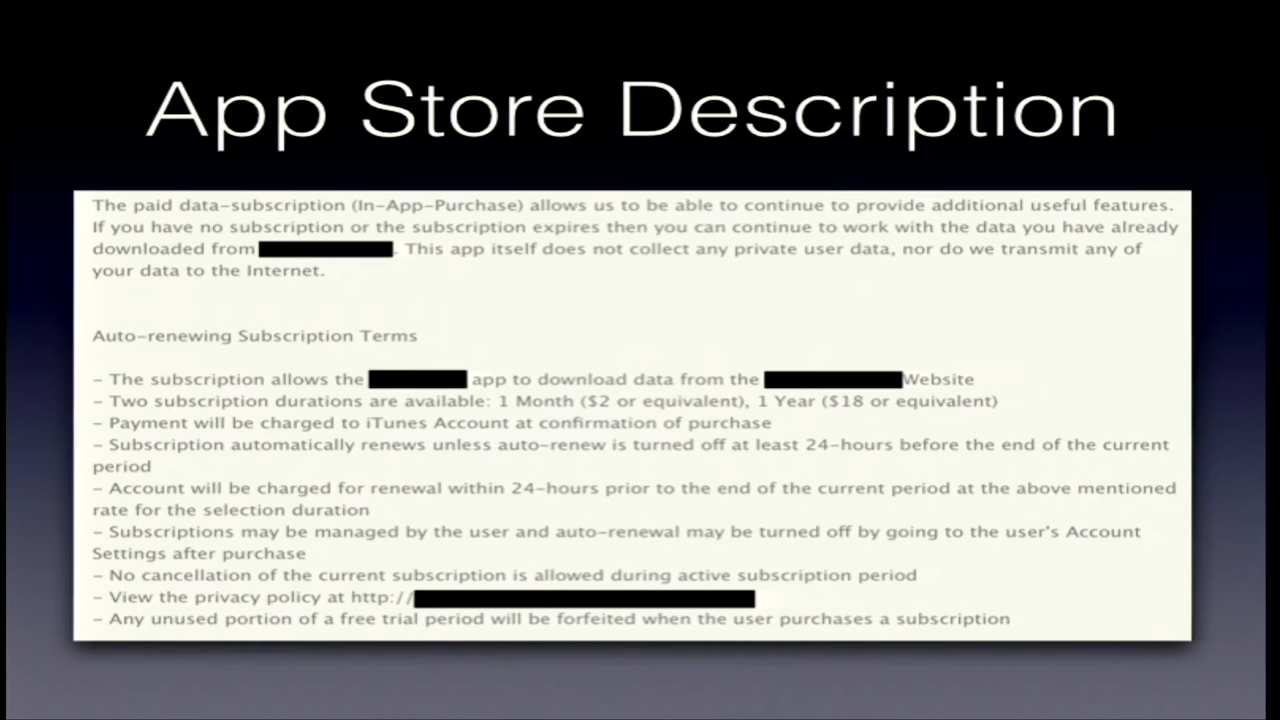 App Store Description
The paid data-subscription (In-App-Purchase) allows us to be able to continue to provide additional useful features.
If you have no subscription or the subscription expires then you can continue to work with the data you have already
downloaded from . This app itself does not collect any private user data, nor do we transmit any of
your data to the Internet.
Auto-renewing Subscription Terms
- The subscription allows the app to download data from the Website
- Two subscription durations are available: 1 Month ($2 or equivalent), 1 Year ($18 or equivalent)
- Payment will be charged to iTunes Account at confirmation of purchase
- Subscription automatically renews unless auto-renew is turned off at least 24-hours before the end of the current
period
- Account will be charged for renewal within 24-hours prior to the end of the current period at the above mentioned
rate for the selection duration
- Subscriptions may be managed by the user and auto-renewal may be turned off by going to the user's Account
Settings after purchase
- No cancellation of the current subscription is allowed during active subscription period
- View the privacy policy at http://
- Any unused portion of a free trial period will be forfeited when the user purchases a subscription